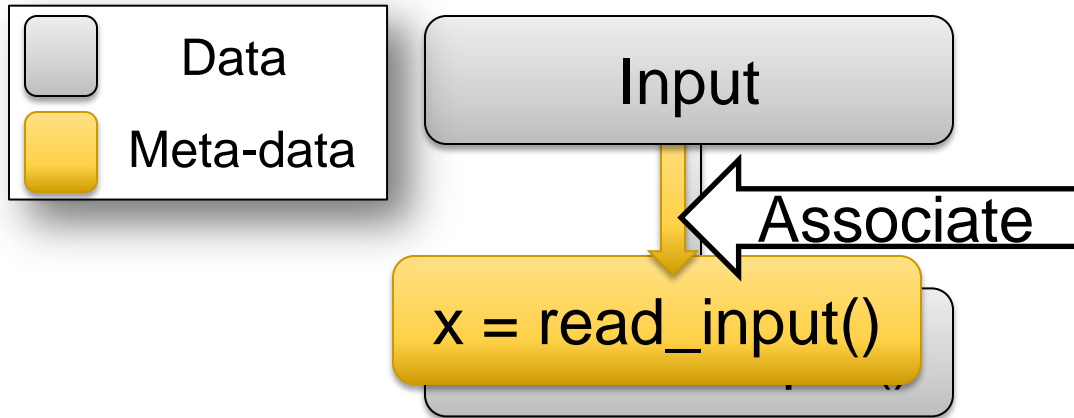 Data
Meta-data
Input
Associate
x = read_input()